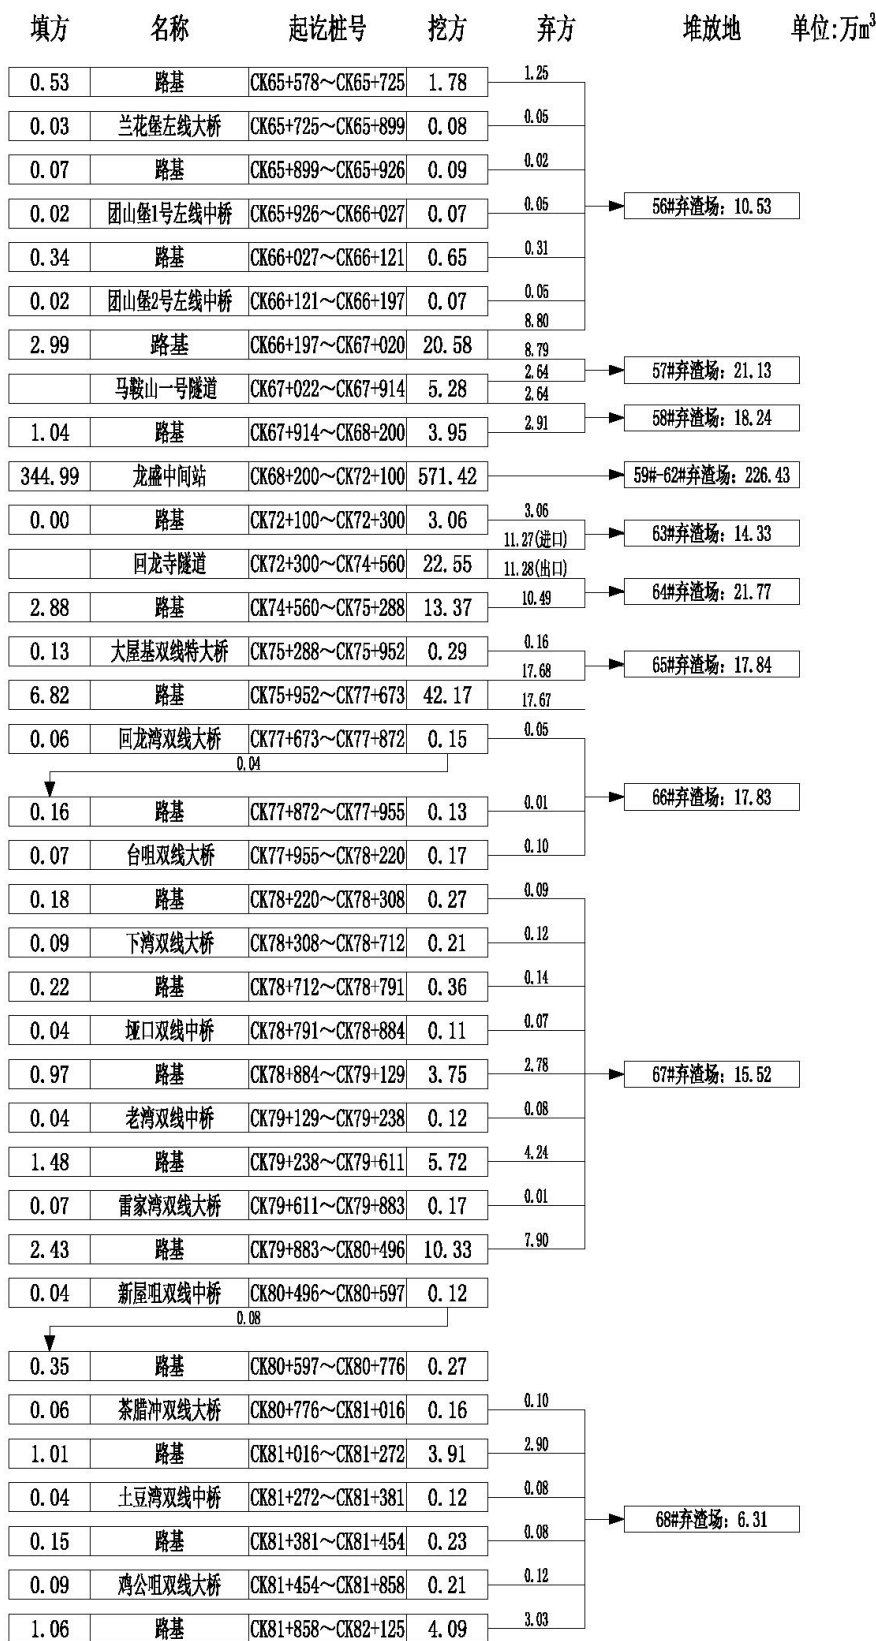 填方 名称 起讫桩号 挖方 弃方 堆放地 单位:万m³
0.53 路基 CK65+578～CK65+725 1.78 1.25
0.03 兰花堡左线大桥 CK65+725～CK65+899 0.08 0.05
0.07 路基 CK65+899～CK65+926 0.09 0.02
0.02 团山堡1号左线中桥 CK65+926～CK66+027 0.07 0.05 56#弃渣场：10.53
0.34 路基 CK66+027～CK66+121 0.65 0.31
0.02 团山堡2号左线中桥 CK66+121～CK66+197 0.07 0.05
8.80
2.99 路基 CK66+197～CK67+020 20.58 8.79
2.64 57#弃渣场：21.13
马鞍山一号隧道 CK67+022～CK67+914 5.28 2.64
1.04 路基 CK67+914～CK68+200 3.95 2.91 58#弃渣场：18.24
344.99 龙盛中间站 CK68+200～CK72+100 571.42 59#-62#弃渣场：226.43
0.00 路基 CK72+100～CK72+300 3.06 3.06
11.27(进口) 63#弃渣场：14.33
回龙寺隧道 CK72+300～CK74+560 22.55 11.28(出口)
64#弃渣场：21.77
2.88 路基 CK74+560～CK75+288 13.37 10.49
0.13 大屋基双线特大桥 CK75+288～CK75+952 0.29 0.16
17.68 65#弃渣场：17.84
6.82 路基 CK75+952～CK77+673 42.17 17.67
0.06 回龙湾双线大桥 CK77+673～CK77+872 0.15 0.05
0.04
66#弃渣场：17.83
0.16 路基 CK77+872～CK77+955 0.13 0.01
0.07 台咀双线大桥 CK77+955～CK78+220 0.17 0.10
0.18 路基 CK78+220～CK78+308 0.27 0.09
0.09 下湾双线大桥 CK78+308～CK78+712 0.21 0.12
0.22 路基 CK78+712～CK78+791 0.36 0.14
0.04 垭口双线中桥 CK78+791～CK78+884 0.11 0.07
0.97 路基 CK78+884～CK79+129 3.75 2.78 67#弃渣场：15.52
0.04 老湾双线中桥 CK79+129～CK79+238 0.12 0.08
1.48 路基 CK79+238～CK79+611 5.72 4.24
0.07 雷家湾双线大桥 CK79+611～CK79+883 0.17 0.01
2.43 路基 CK79+883～CK80+496 10.33 7.90
0.04 新屋咀双线中桥 CK80+496～CK80+597 0.12
0.08
0.35 路基 CK80+597～CK80+776 0.27
0.06 茶腊冲双线大桥 CK80+776～CK81+016 0.16 0.10
1.01 路基 CK81+016～CK81+272 3.91 2.90
0.04 土豆湾双线中桥 CK81+272～CK81+381 0.12 0.08
68#弃渣场：6.31
0.15 路基 CK81+381～CK81+454 0.23 0.08
0.09 鸡公咀双线大桥 CK81+454～CK81+858 0.21 0.12
1.06 路基 CK81+858～CK82+125 4.09 3.03